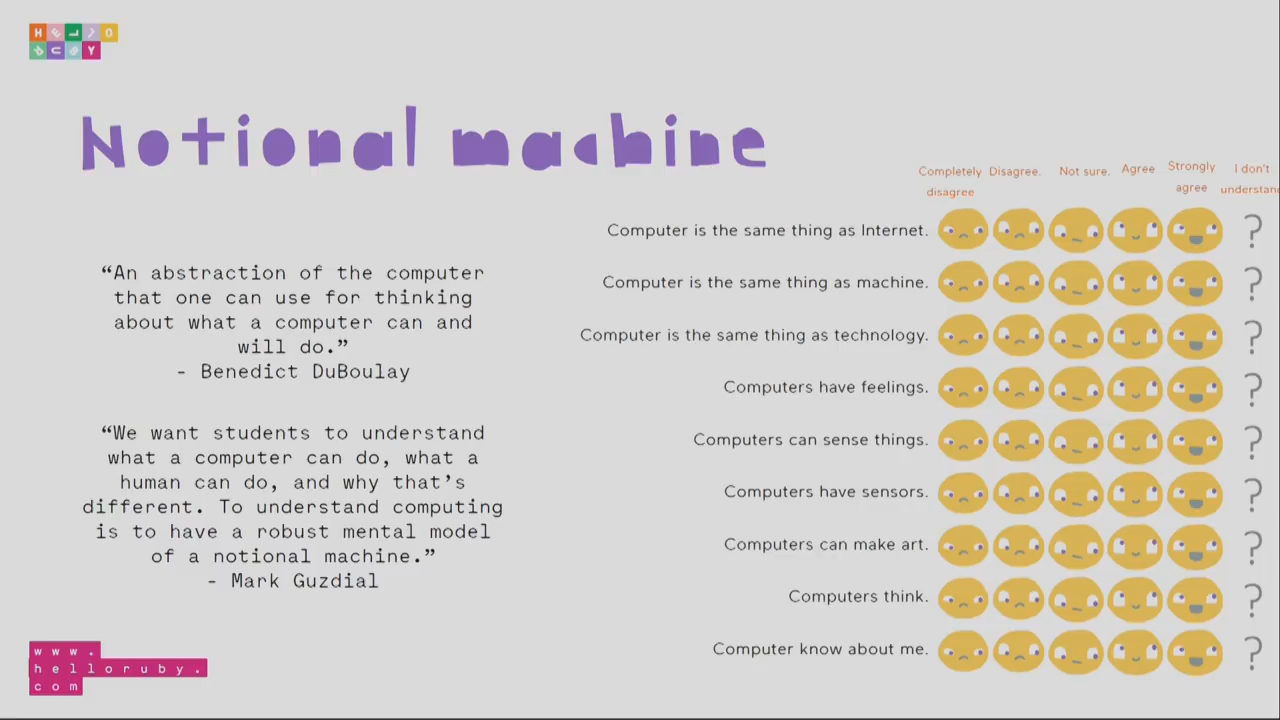 HELLO
RUBY
Notional machine
“An abstraction of the computer
that one can use for thinking
about what a computer can and
will do.”
- Benedict DuBoulay
“We want students to understand
what a computer can do, what a
human can do, and why that’s
different. To understand computing
is to have a robust mental model
of a notional machine.”
- Mark Guzdial
www.
helloruby.
com
Completely
disagree
Disagree.
Not sure.
Agree
Strongly
agree
I don't
understand
Computer is the same thing as Internet. ?
Computer is the same thing as machine. ?
Computer is the same thing as technology. ?
Computers have feelings. ?
Computers can sense things. ?
Computers have sensors. ?
Computers can make art. ?
Computers think. ?
Computer know about me. ?